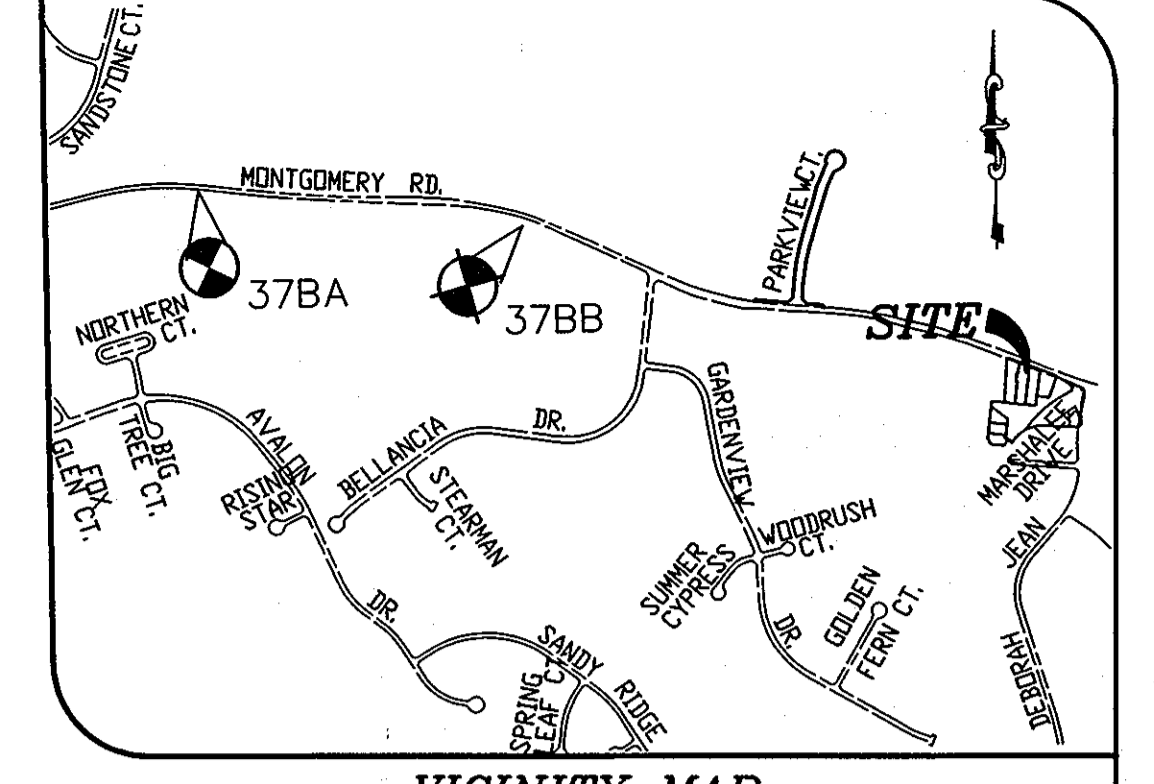 SANDSTONE CT.
MONTGOMERY RD.
PARKVIEW CT.
37BA
37BB
SITE
NORTHERN
CT.
BIG
TREE CT.
FOX
GLEN CT.
AVALON
RISING
STAR
BELLANCIA
DR.
STEARMAN
CT.
GARDENVIEW
MARSHALEE
DRIVE
WOODRUSH
CT.
SUMMER
CYPRESS
JEAN
GOLDEN
FERN CT.
DR.
DR.
SANDY
RIDGE
SPRING
LEAF CT.
DEBORAH
VICINITY MAP